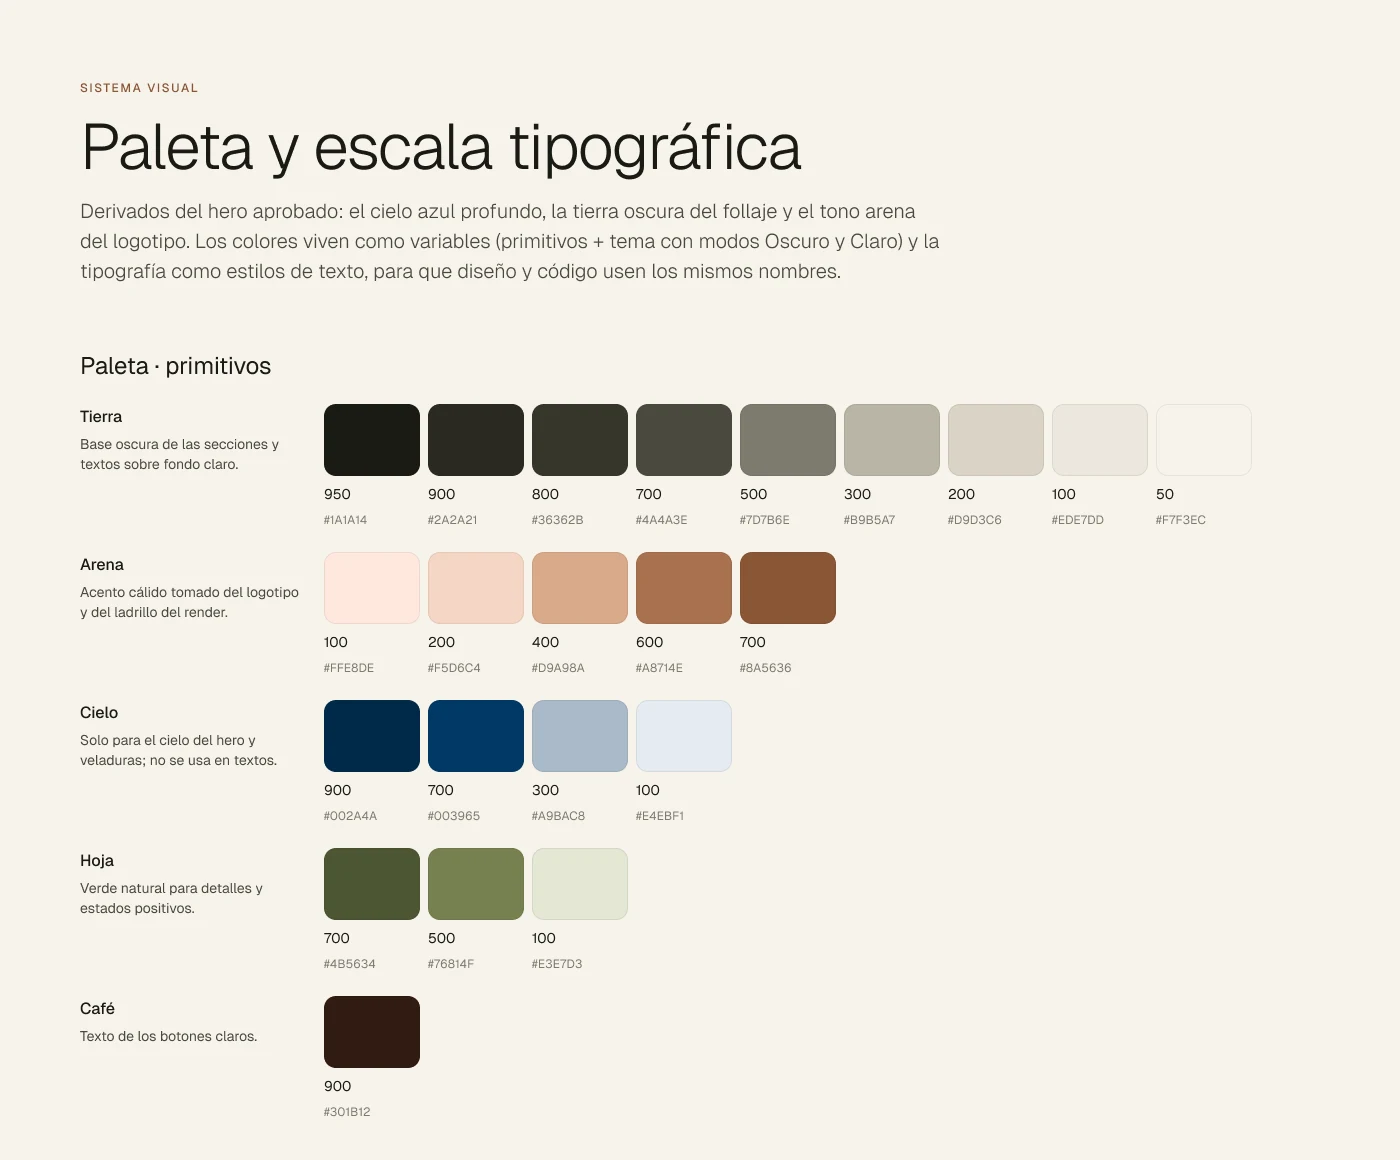 SISTEMA VISUAL
Paleta y escala tipográfica
Derivados del hero aprobado: el cielo azul profundo, la tierra oscura del follaje y el tono arena
del logotipo. Los colores viven como variables (primitivos + tema con modos Oscuro y Claro) y la
tipografía como estilos de texto, para que diseño y código usen los mismos nombres.
Paleta · primitivos
Tierra
Base oscura de las secciones y
textos sobre fondo claro.
950 900 800 700 500 300 200 100 50
#1A1A14 #2A2A21 #36362B #4A4A3E #7D7B6E #B9B5A7 #D9D3C6 #EDE7DD #F7F3EC
Arena
Acento cálido tomado del logotipo
y del ladrillo del render.
100 200 400 600 700
#FFE8DE #F5D6C4 #D9A98A #A8714E #8A5636
Cielo
Solo para el cielo del hero y
veladuras; no se usa en textos.
900 700 300 100
#002A4A #003965 #A9BAC8 #E4EBF1
Hoja
Verde natural para detalles y
estados positivos.
700 500 100
#4B5634 #76814F #E3E7D3
Café
Texto de los botones claros.
900
#301B12